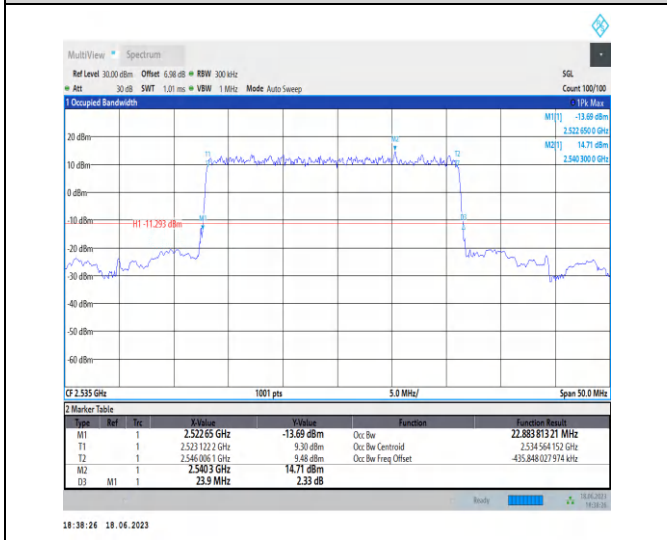 MultiView Spectrum
Ref Level 30.00 dBm Offset 6.98 dB RBW 300 kHz SGL
Att 30 dB SWT 1.01 ms VBW 1 MHz Mode Auto Sweep Count 100/100
1 Occupied Bandwidth 1Pk Max
M1[1] -13.69 dBm
2.522 650 0 GHz
M2[1] 14.71 dBm
2.540 300 0 GHz
20 dBm
M2
T1 T2
10 dBm
0 dBm
-10 dBm
H1 -11.293 dBm
M1 D3
-20 dBm
-30 dBm
-40 dBm
-50 dBm
-60 dBm
CF 2.535 GHz 1001 pts 5.0 MHz/ Span 50.0 MHz
2 Marker Table
Type Ref Trc X-Value Y-Value Function Function Result
M1 1 2.522 65 GHz -13.69 dBm Occ Bw 22.883 813 21 MHz
T1 1 2.523 122 2 GHz 9.30 dBm Occ Bw Centroid 2.534 564 152 GHz
T2 1 2.546 006 1 GHz 9.48 dBm Occ Bw Freq Offset -435.848 027 974 kHz
M2 1 2.540 3 GHz 14.71 dBm
D3 M1 1 23.9 MHz 2.33 dB
Ready 18.06.2023
18:38:26
18:38:26 18.06.2023